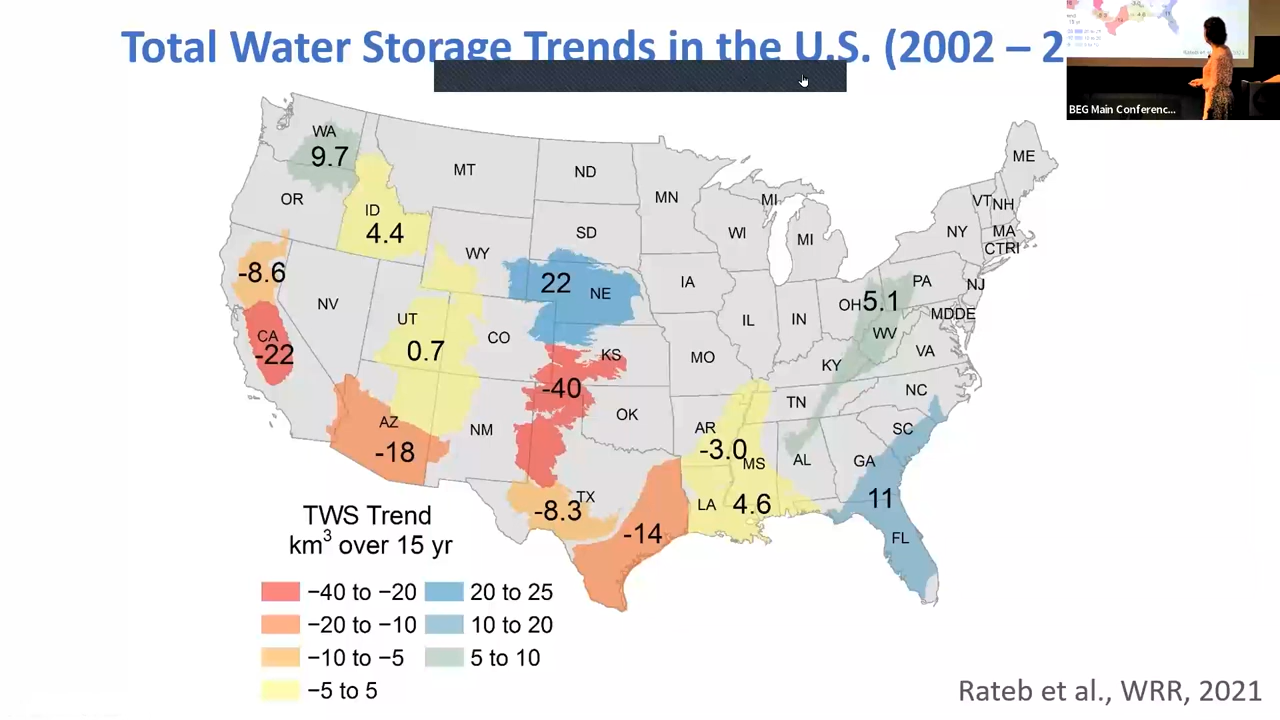 Total Water Storage Trends in the U.S. (2002 – 2
BEG Main Conferenc...
WA
9.7
MT
ND
MN
ME
OR
ID
4.4
SD
WI
MI
MI
VT
NH
NY
MA
CTRI
WY
-8.6
NV
UT
0.7
CO
22
NE
IA
IL
IN
OH
5.1
PA
NJ
MDDE
WV
VA
CA
-22
KS
-40
MO
KY
NC
AZ
-18
NM
OK
AR
-3.0
TN
SC
MS
AL
GA
11
TX
-8.3
-14
LA
4.6
FL
TWS Trend
km³ over 15 yr
−40 to −20
20 to 25
−20 to −10
10 to 20
−10 to −5
5 to 10
−5 to 5
Rateb et al., WRR, 2021